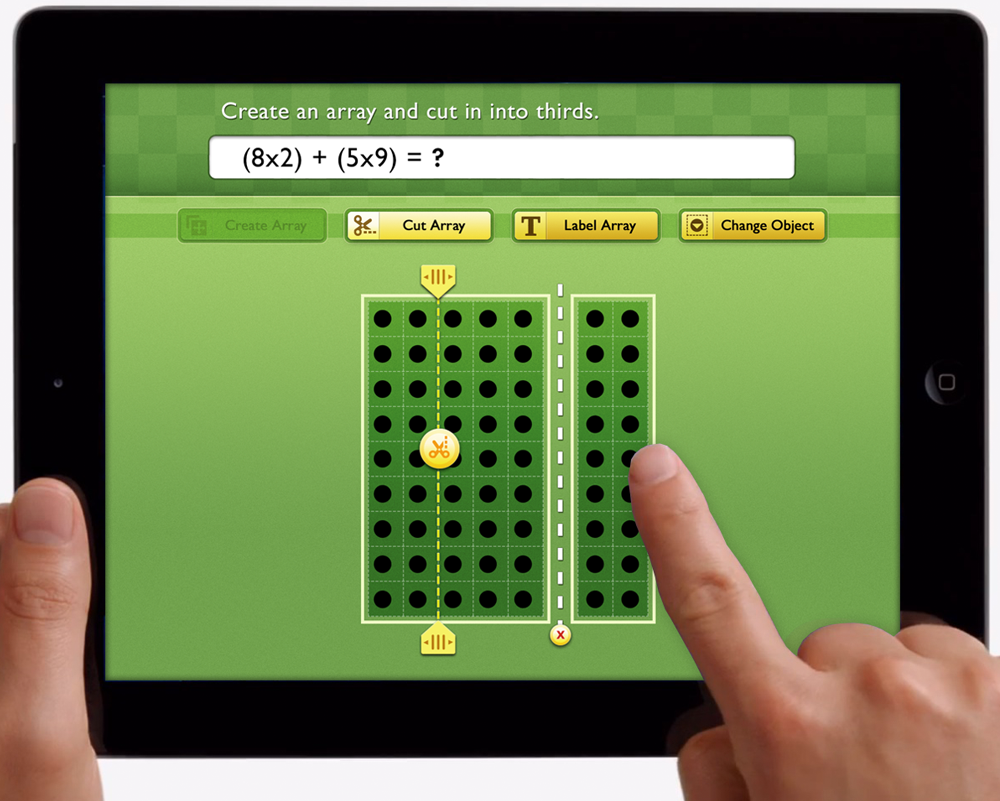 Create an array and cut in into thirds.
(8x2) + (5x9) = ?
Create Array
Cut Array
T Label Array
Change Object
x